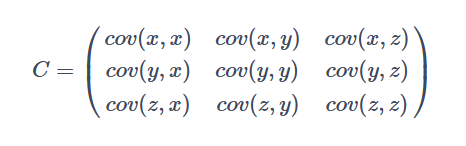 cov(x, x) cov(x, y) cov(x, z)
C = cov(y, x) cov(y, y) cov(y, z)
cov(z, x) cov(z, y) cov(z, z)